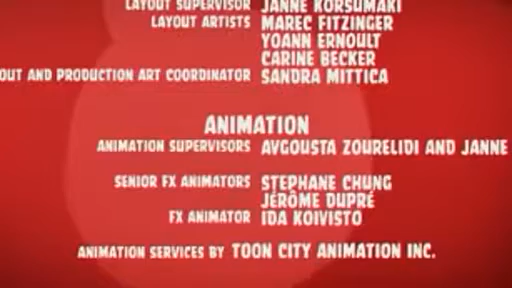 LAYOUT SUPERVISOR JANNE KORSUMAKI
LAYOUT ARTISTS MAREC FITZINGER
YOANN ERNOULT
CARINE BECKER
OUT AND PRODUCTION ART COORDINATOR SANDRA MITTICA
ANIMATION
ANIMATION SUPERVISORS AVGOUSTA ZOURELIDI AND JANNE
SENIOR FX ANIMATORS STEPHANE CHUNG
JÉRÔME DUPRÉ
FX ANIMATOR IDA KOIVISTO
ANIMATION SERVICES BY TOON CITY ANIMATION INC.